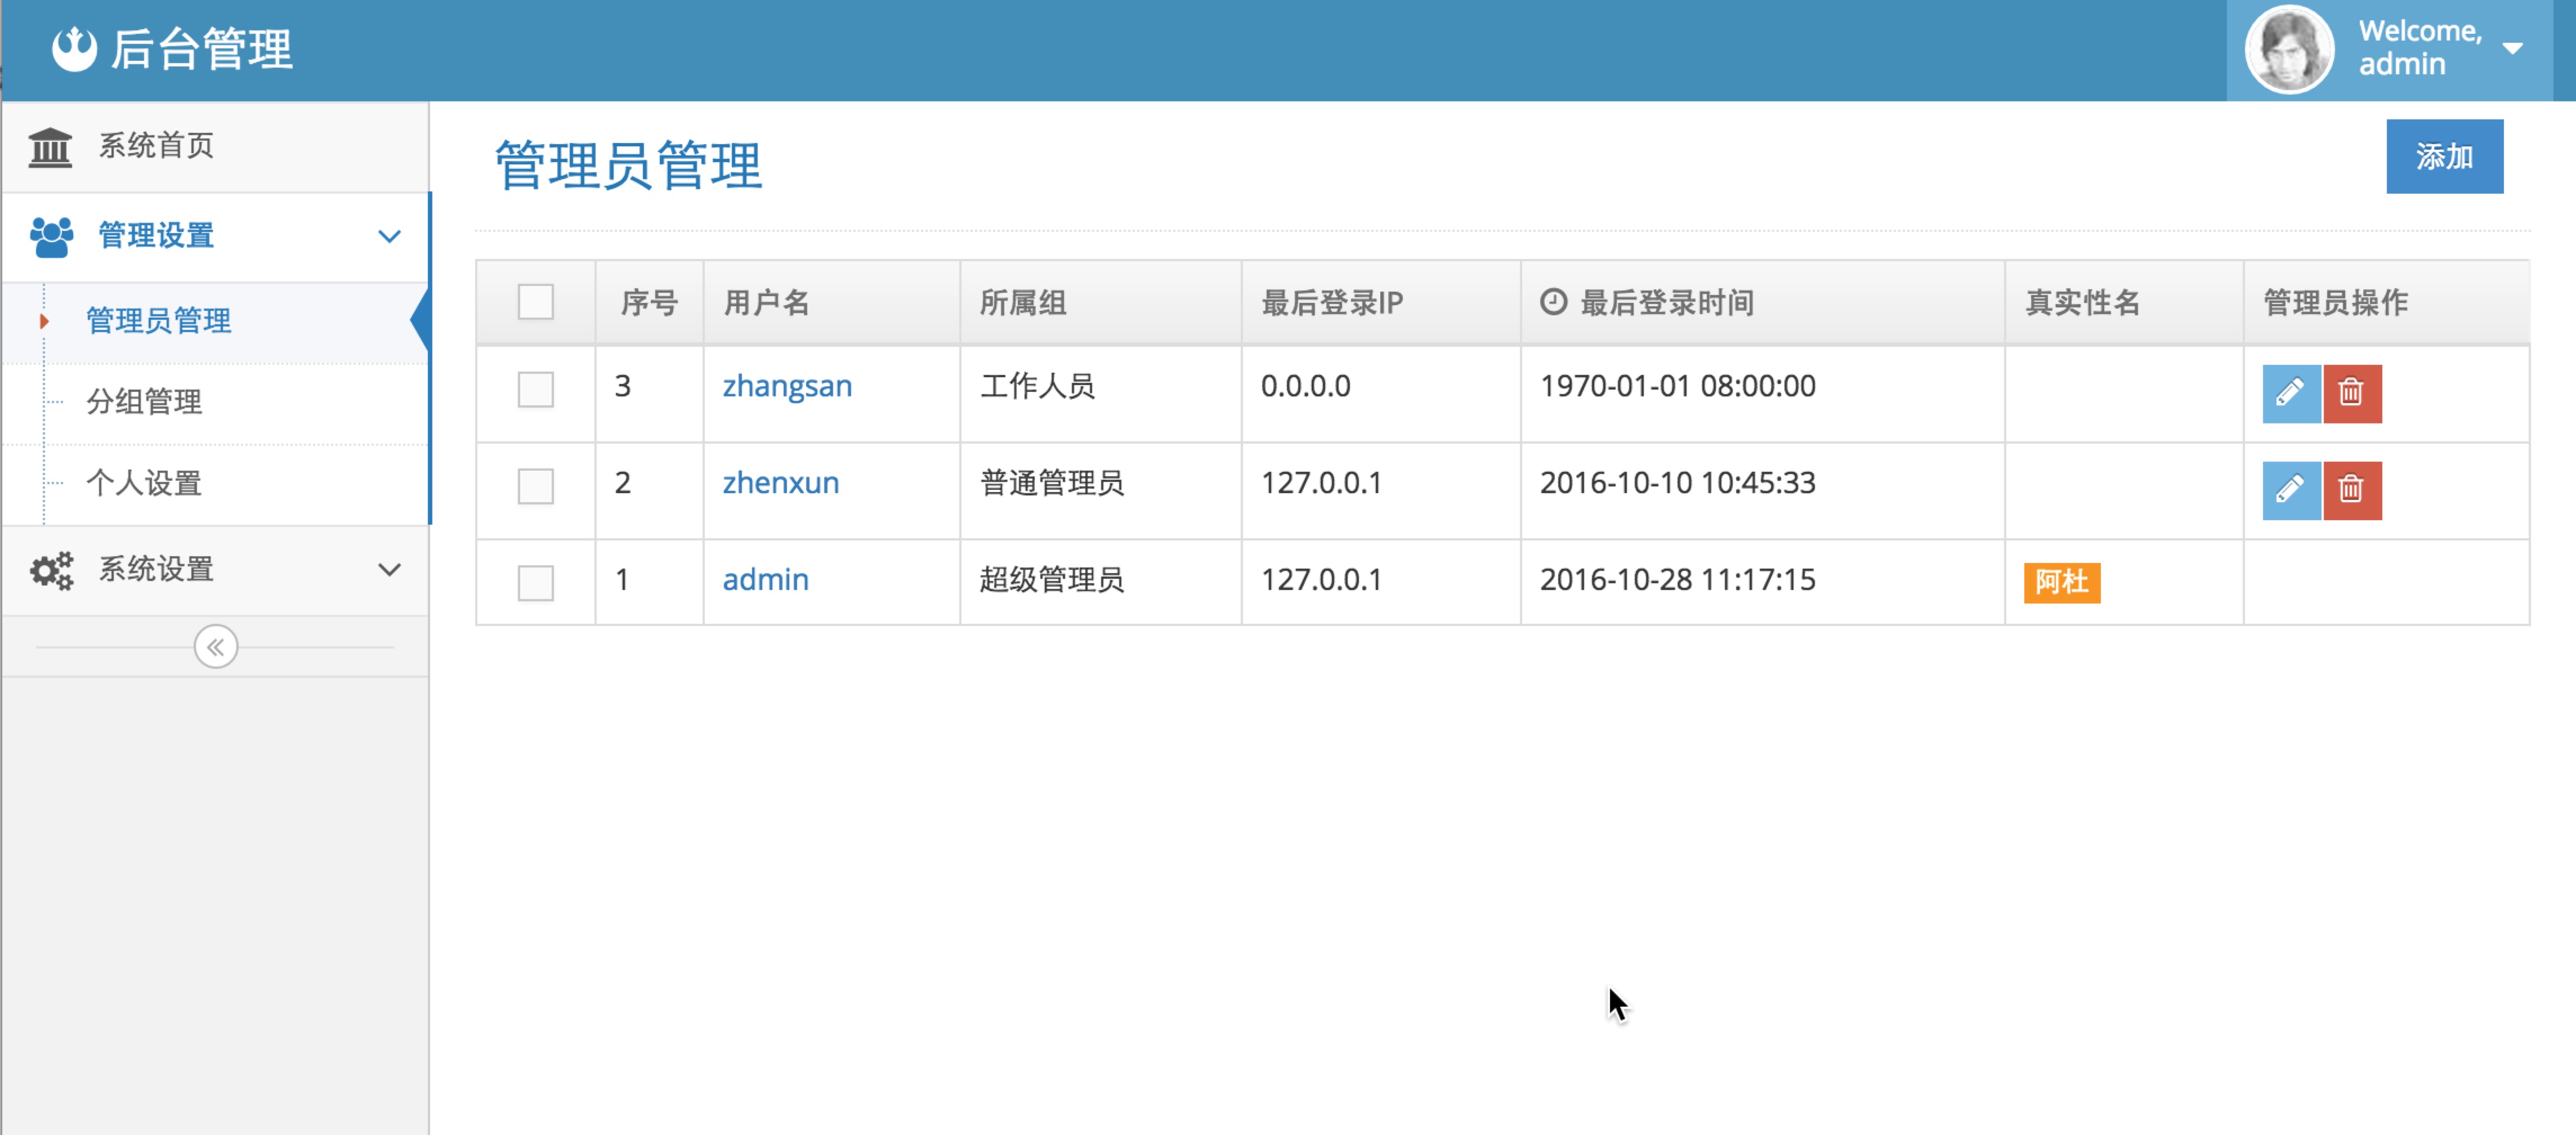 后台管理
Welcome,
admin
系统首页
管理设置
管理员管理
分组管理
个人设置
系统设置
管理员管理
添加
序号 用户名 所属组 最后登录IP 最后登录时间 真实性名 管理员操作
3 zhangsan 工作人员 0.0.0.0 1970-01-01 08:00:00
2 zhenxun 普通管理员 127.0.0.1 2016-10-10 10:45:33
1 admin 超级管理员 127.0.0.1 2016-10-28 11:17:15 阿杜